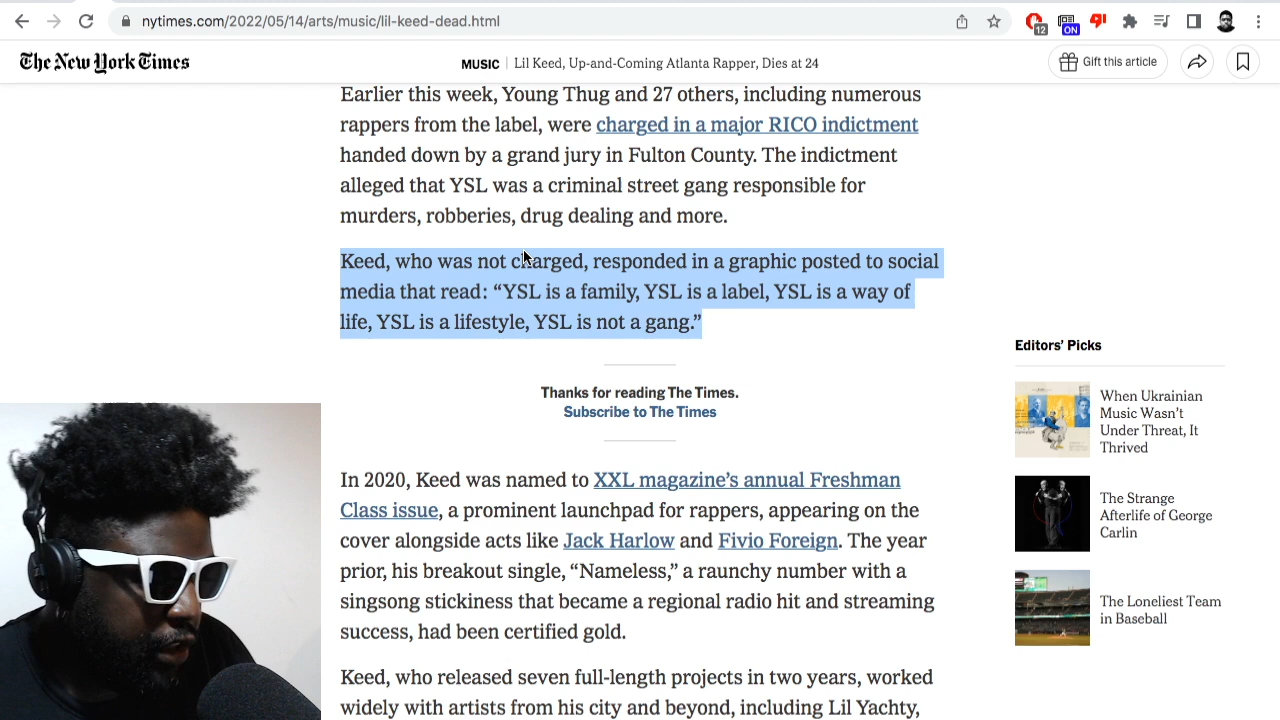 nytimes.com/2022/05/14/arts/music/lil-keed-dead.html
12
ON
The New York Times
MUSIC | Lil Keed, Up-and-Coming Atlanta Rapper, Dies at 24
Gift this article
Earlier this week, Young Thug and 27 others, including numerous
rappers from the label, were charged in a major RICO indictment
handed down by a grand jury in Fulton County. The indictment
alleged that YSL was a criminal street gang responsible for
murders, robberies, drug dealing and more.
Keed, who was not charged, responded in a graphic posted to social
media that read: “YSL is a family, YSL is a label, YSL is a way of
life, YSL is a lifestyle, YSL is not a gang.”
Thanks for reading The Times.
Subscribe to The Times
In 2020, Keed was named to XXL magazine’s annual Freshman
Class issue, a prominent launchpad for rappers, appearing on the
cover alongside acts like Jack Harlow and Fivio Foreign. The year
prior, his breakout single, “Nameless,” a raunchy number with a
singsong stickiness that became a regional radio hit and streaming
success, had been certified gold.
Keed, who released seven full-length projects in two years, worked
widely with artists from his city and beyond, including Lil Yachty,
Editors’ Picks
When Ukrainian
Music Wasn’t
Under Threat, It
Thrived
The Strange
Afterlife of George
Carlin
The Loneliest Team
in Baseball